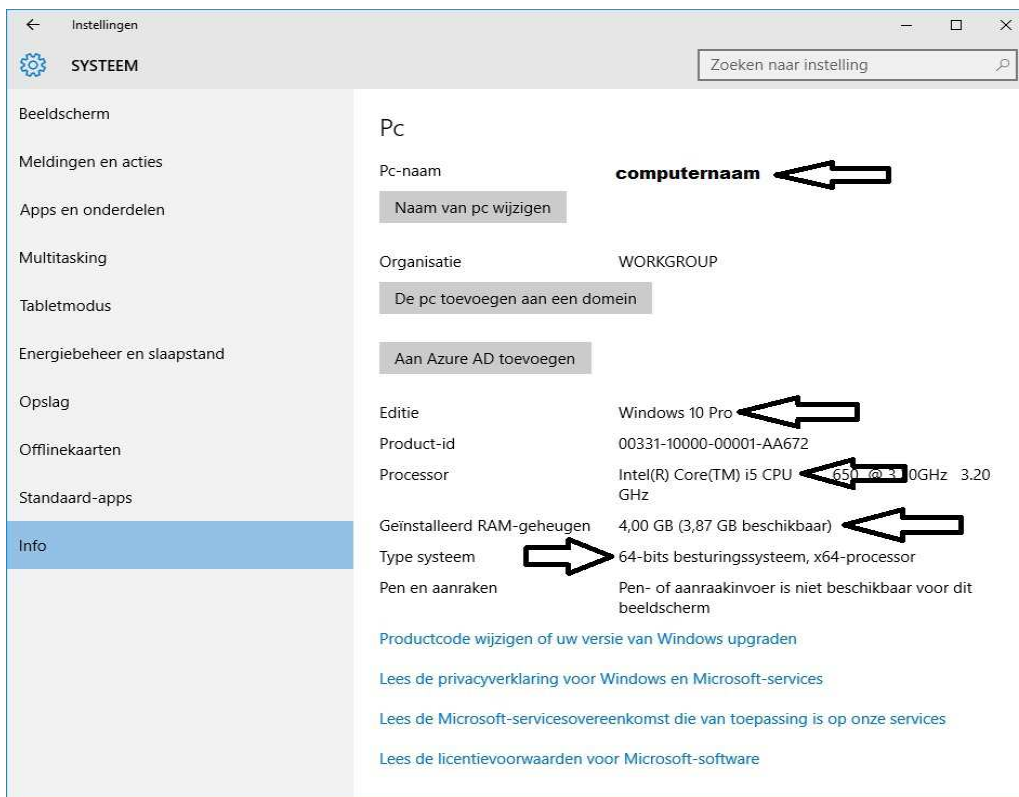 Instellingen
SYSTEEM
Zoeken naar instelling
Beeldscherm
Meldingen en acties
Apps en onderdelen
Multitasking
Tabletmodus
Energiebeheer en slaapstand
Opslag
Offlinekaarten
Standaard-apps
Info
Pc
Pc-naam computernaam
Naam van pc wijzigen
Organisatie WORKGROUP
De pc toevoegen aan een domein
Aan Azure AD toevoegen
Editie Windows 10 Pro
Product-id 00331-10000-00001-AA672
Processor Intel(R) Core(TM) i5 CPU 650 @ 3.20
GHz
Geïnstalleerd RAM-geheugen 4,00 GB (3,87 GB beschikbaar)
Type systeem 64-bits besturingssysteem, x64-processor
Pen en aanraken Pen- of aanraakinvoer is niet beschikbaar voor dit
beeldscherm
Productcode wijzigen of uw versie van Windows upgraden
Lees de privacyverklaring voor Windows en Microsoft-services
Lees de Microsoft-servicesovereenkomst die van toepassing is op onze services
Lees de licentievoorwaarden voor Microsoft-software